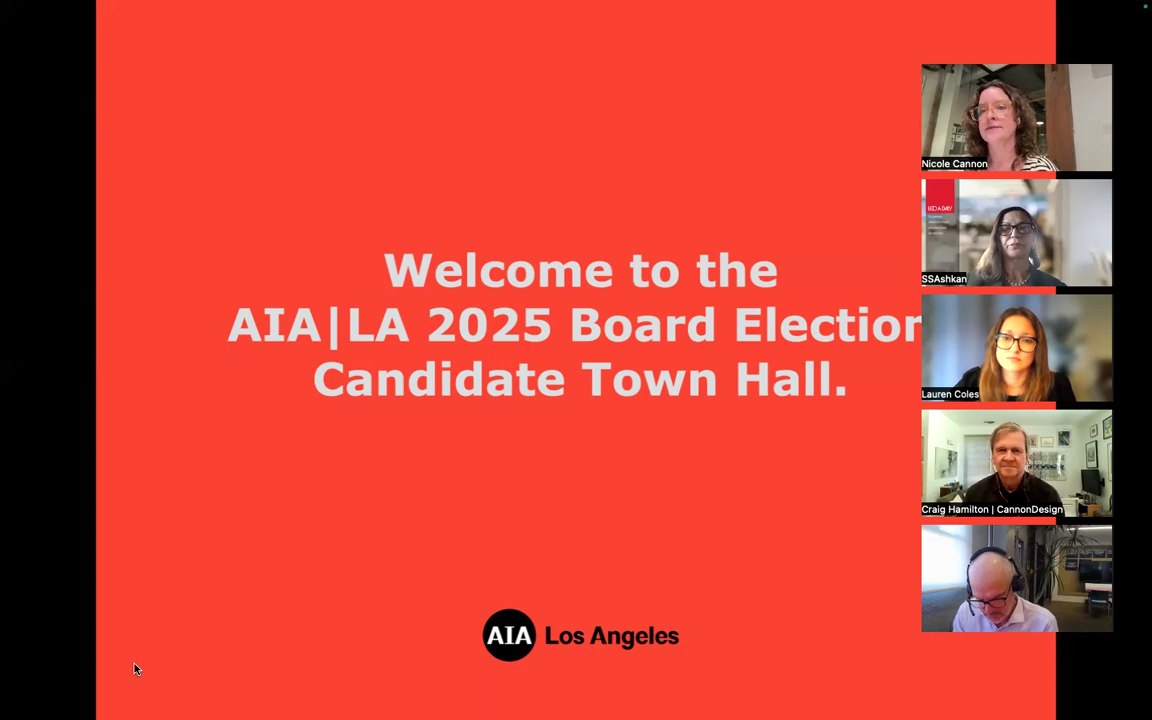 Welcome to the
AIA|LA 2025 Board Election
Candidate Town Hall.
AIA Los Angeles
Nicole Cannon
SSAshkan
Lauren Coles
Craig Hamilton | CannonDesign